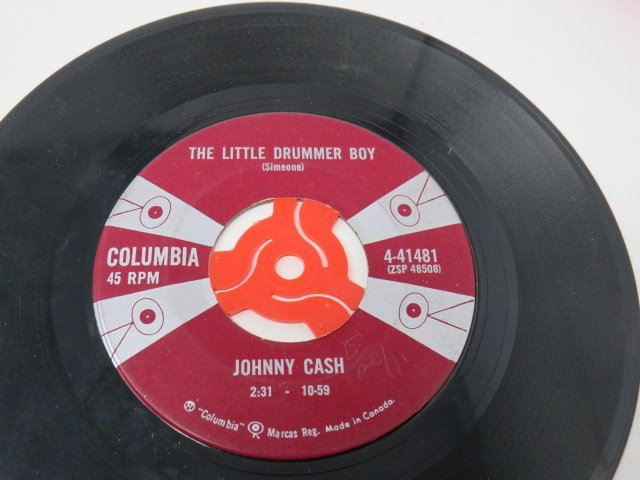 THE LITTLE DRUMMER BOY
(Simeone)
COLUMBIA
45 RPM
4-41481
(ZSP 48508)
JOHNNY CASH
2:31 - 10-59
® "Columbia" Marcas Reg. Made in Canada.